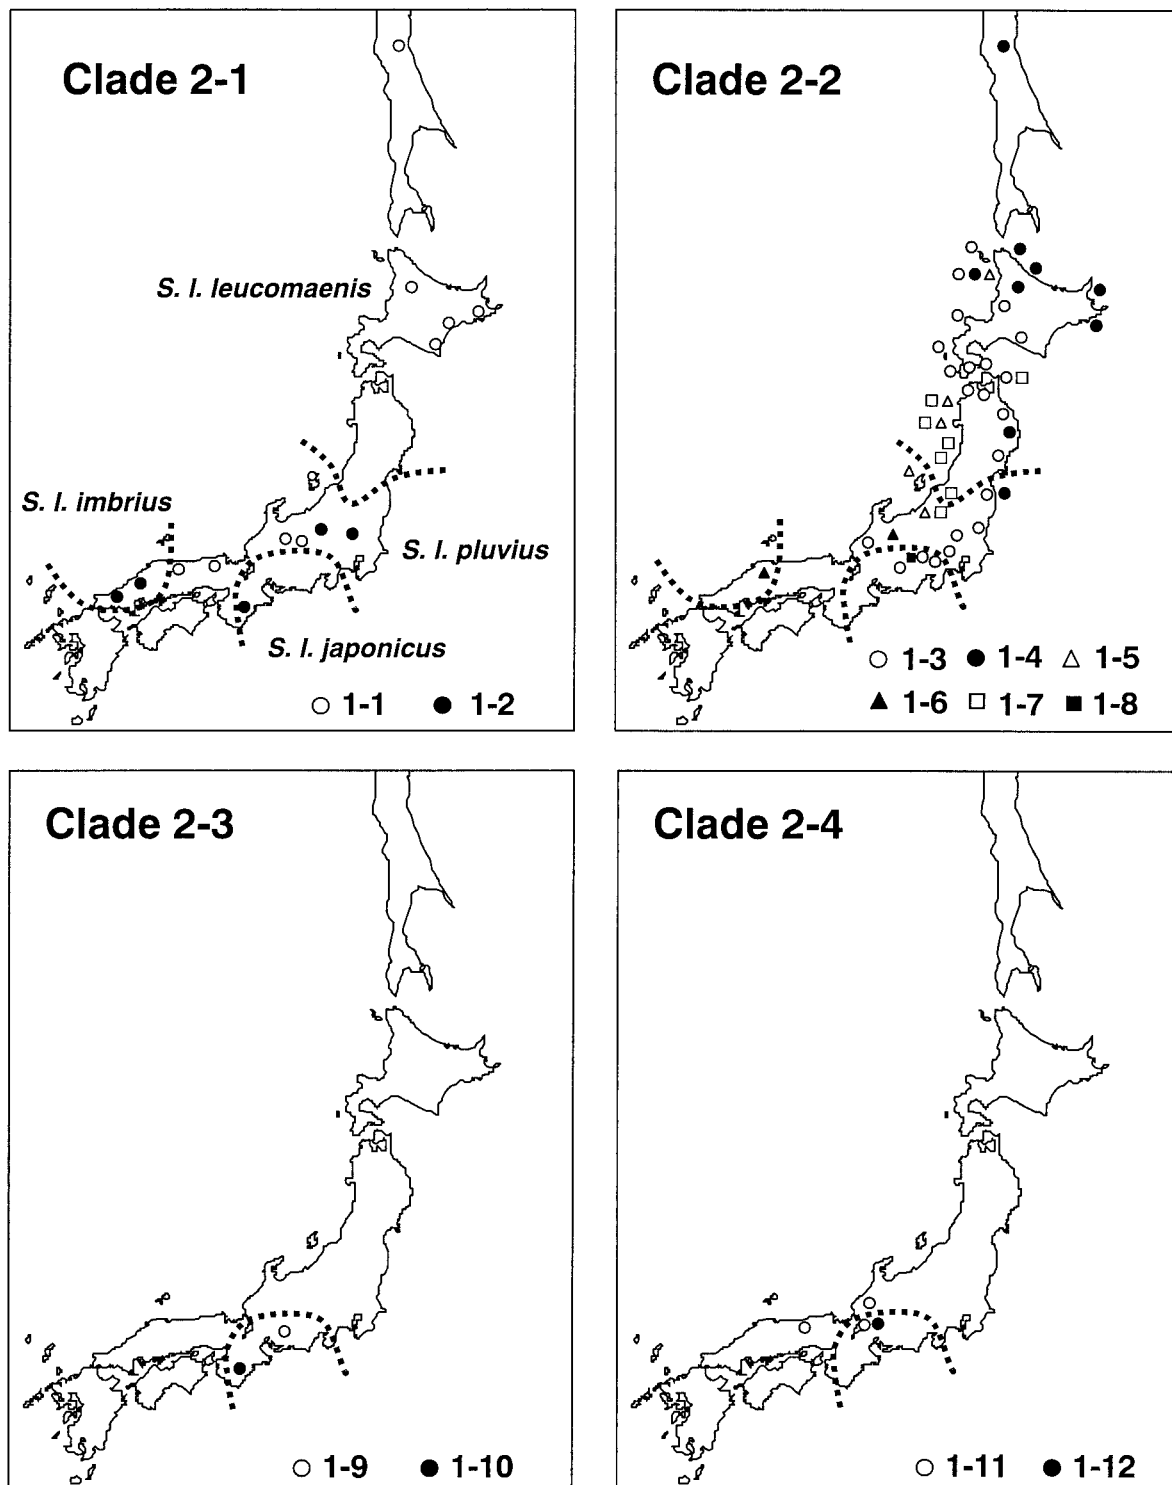 Clade 2-1
S. l. leucomaenis
S. l. imbrius
S. l. pluvius
S. l. japonicus
1-1 1-2
Clade 2-2
1-3 1-4 1-5
1-6 1-7 1-8
Clade 2-3
1-9 1-10
Clade 2-4
1-11 1-12